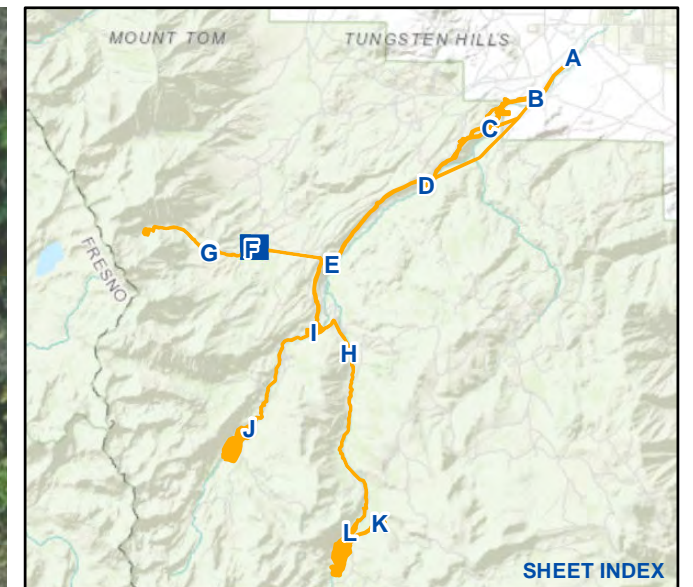 MOUNT TOM
TUNGSTEN HILLS
A
B
C
D
E
F
G
FRESNO
I
H
J
K
L
SHEET INDEX